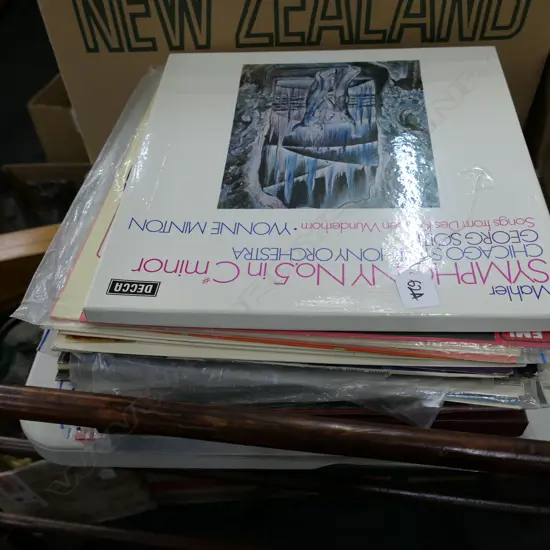 NEW ZEALAND
Mahler
SYMPHONY No.5 in C# minor
CHICAGO SYMPHONY ORCHESTRA
GEORG SOLTI
Songs from Des Knaben Wunderhorn · YVONNE MINTON
DECCA